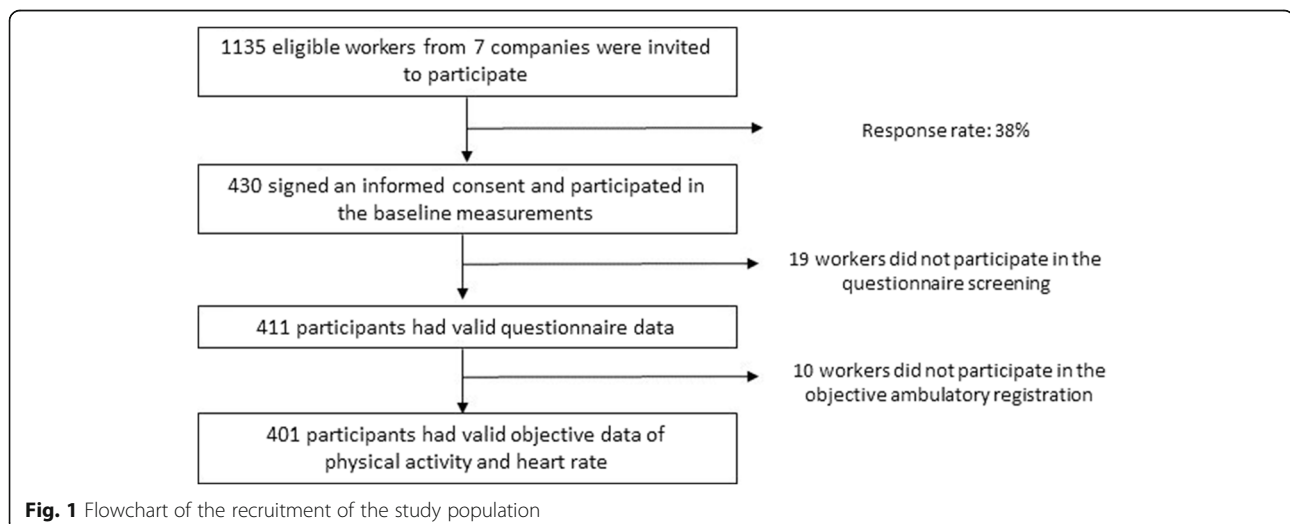 1135 eligible workers from 7 companies were invited
to participate
Response rate: 38%
430 signed an informed consent and participated in
the baseline measurements
19 workers did not participate in the
questionnaire screening
411 participants had valid questionnaire data
10 workers did not participate in the
objective ambulatory registration
401 participants had valid objective data of
physical activity and heart rate
Fig. 1 Flowchart of the recruitment of the study population